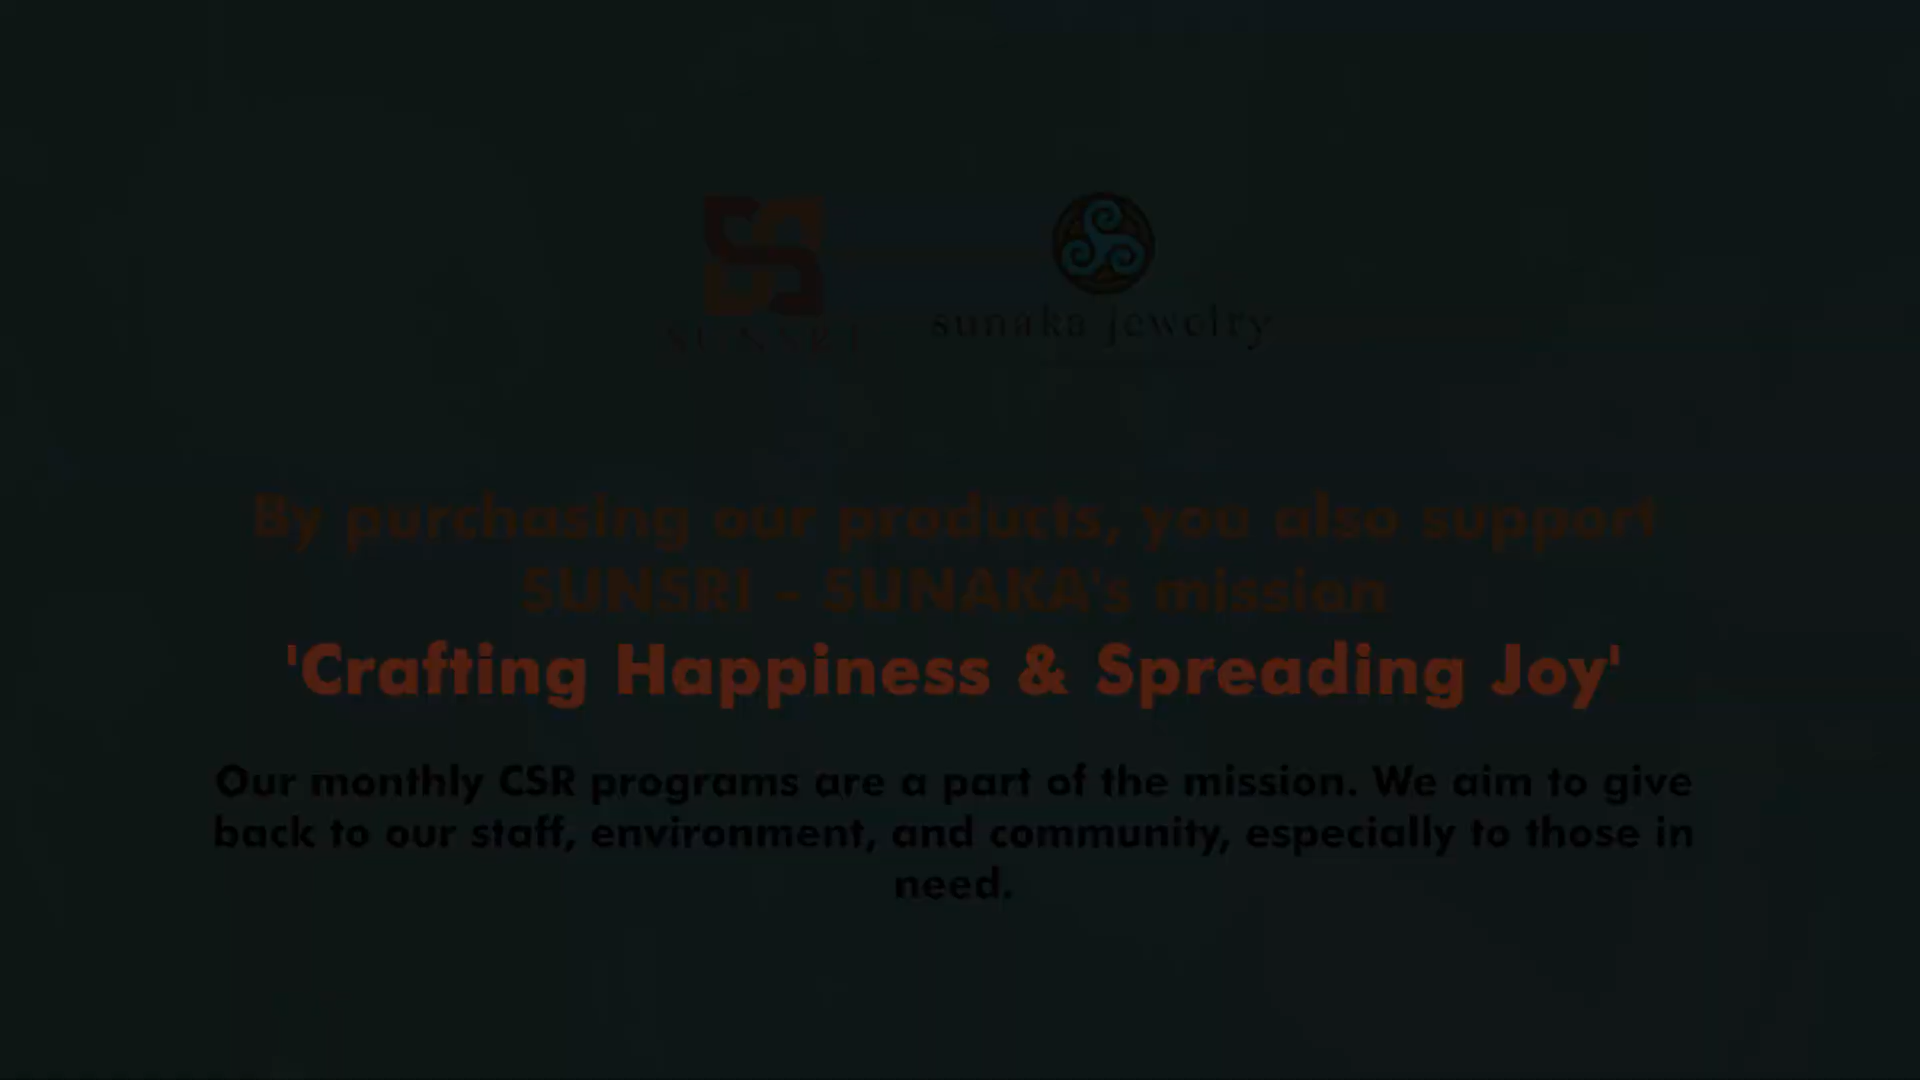 SUNSRI
sunaka jewelry
By purchasing our products, you also support
SUNSRI - SUNAKA's mission
'Crafting Happiness & Spreading Joy'
Our monthly CSR programs are a part of the mission. We aim to give
back to our staff, environment, and community, especially to those in
need.